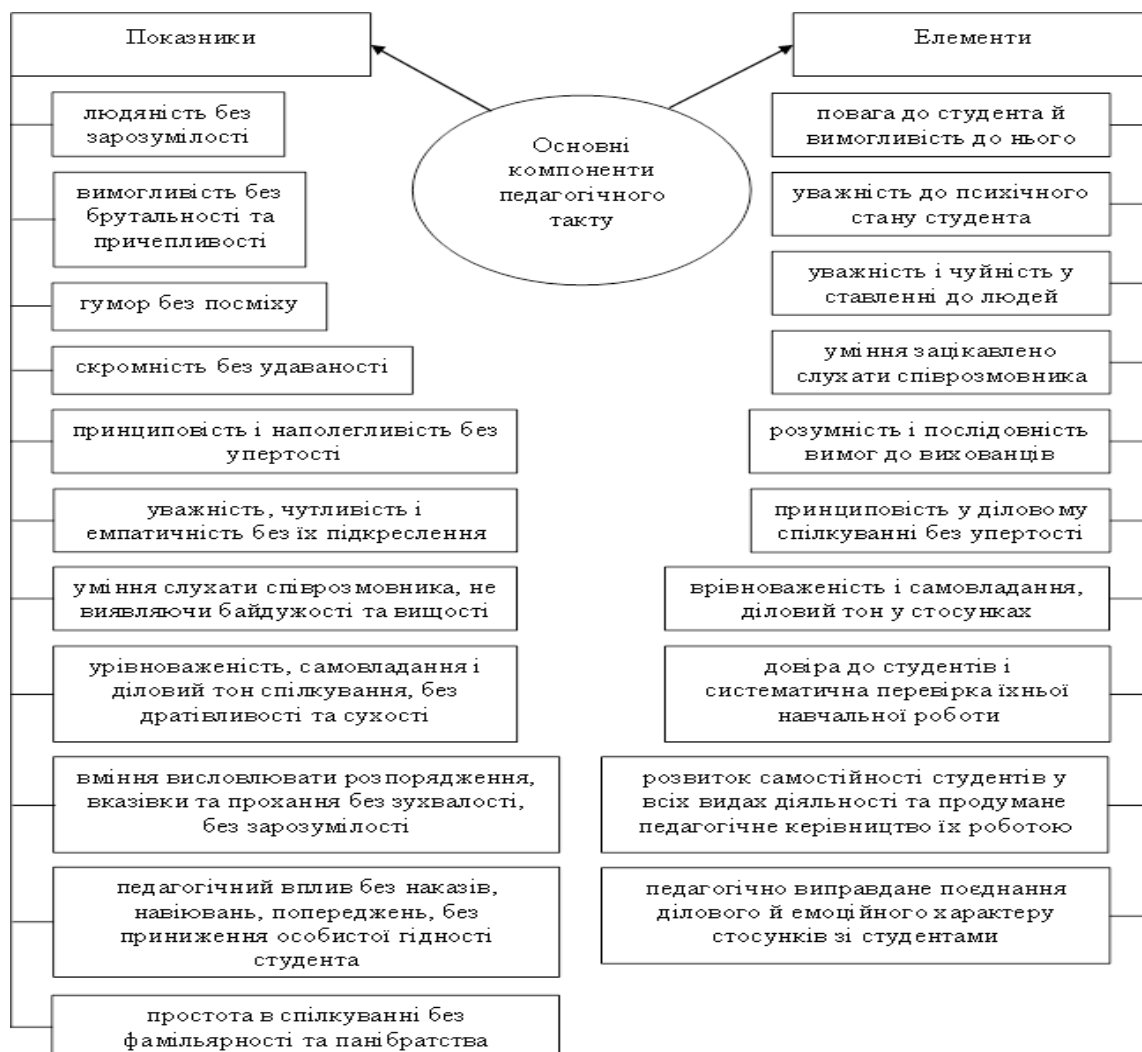 Показники
Елементи
Основні
компоненти
педагогічного
такту
людяність без
зарозумілості
вимогливість без
брутальності та
причепливості
гумор без посміху
скромність без удаваності
принциповість і наполегливість без
упертості
уважність, чутливість і
емпатичність без їх підкреслення
уміння слухати співрозмовника, не
виявляючи байдужості та вищості
урівноваженість, самовладання і
діловий тон спілкування, без
дратівливості та сухості
вміння висловлювати розпорядження,
вказівки та прохання без зухвалості,
без зарозумілості
педагогічний вплив без наказів,
навіювань, попереджень, без
приниження особистої гідності
студента
простота в спілкуванні без
фамільярності та панібратства
повага до студента й
вимогливість до нього
уважність до психічного
стану студента
уважність і чуйність у
ставленні до людей
уміння зацікавлено
слухати співрозмовника
розумність і послідовність
вимог до вихованців
принциповість у діловому
спілкуванні без упертості
врівноваженість і самовладання,
діловий тон у стосунках
довіра до студентів і
систематична перевірка їхньої
навчальної роботи
розвиток самостійності студентів у
всіх видах діяльності та продумане
педагогічне керівництво їх роботою
педагогічно виправдане поєднання
ділового й емоційного характеру
стосунків зі студентами